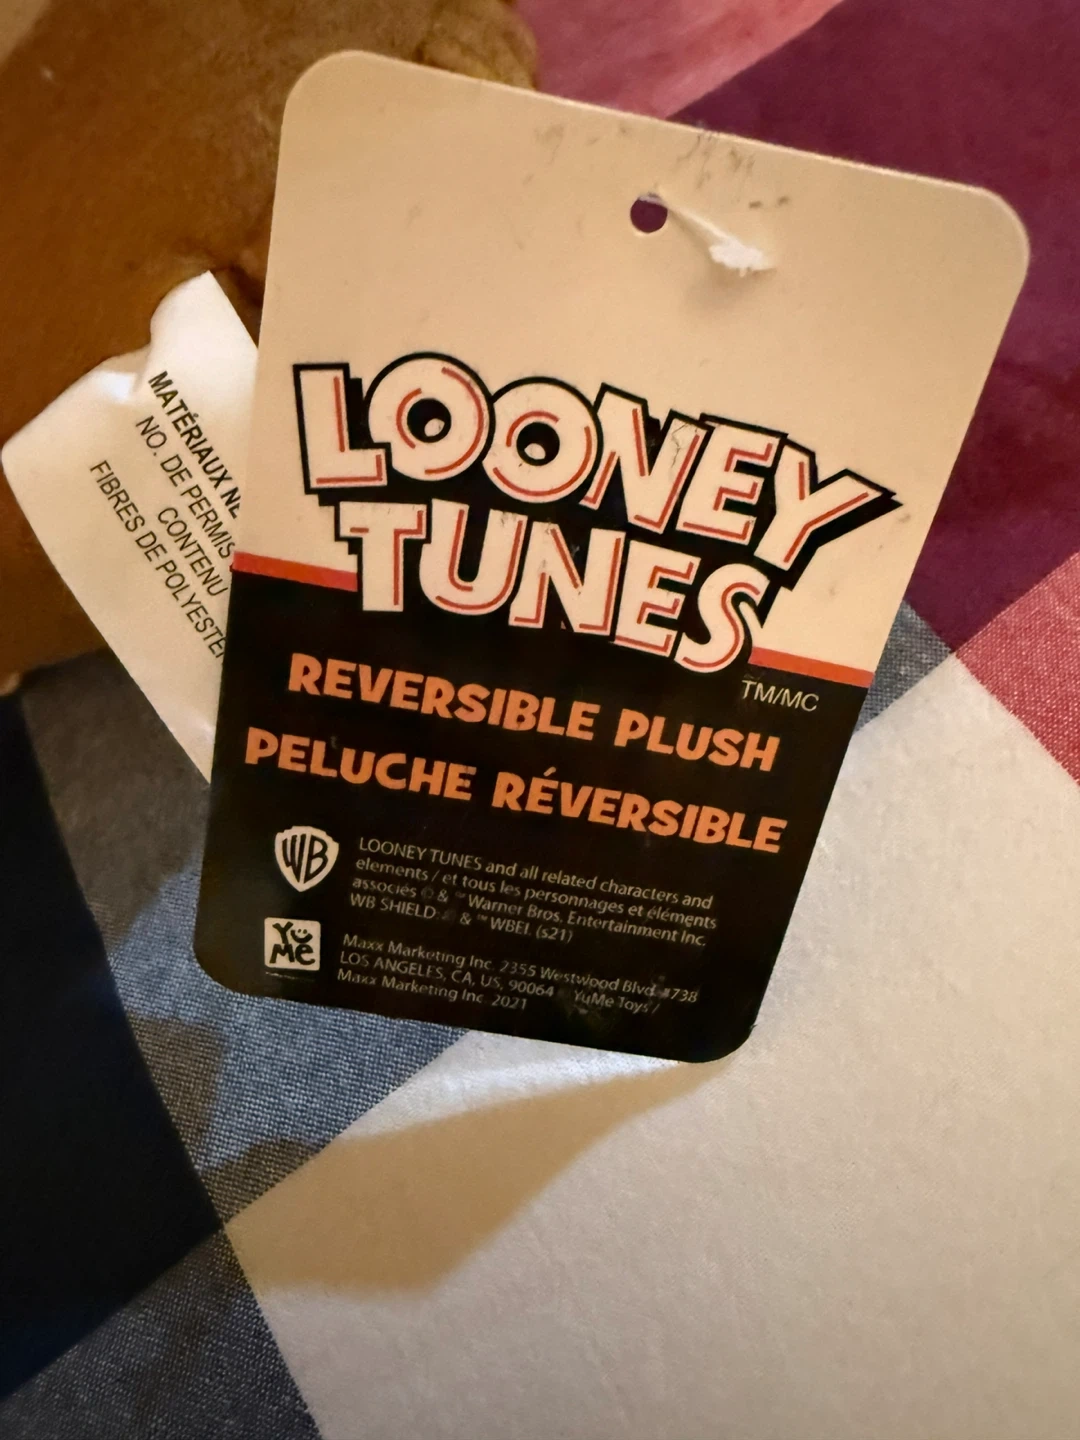 LOONEY
TUNES
TM/MC
REVERSIBLE PLUSH
PELUCHE RÉVERSIBLE
WB
LOONEY TUNES and all related characters and
elements / et tous les personnages et éléments
associés © & ™ Warner Bros. Entertainment Inc.
WB SHIELD: & ™ WBEI. (s21)
YuMe
Maxx Marketing Inc. 2355 Westwood Blvd. #738
LOS ANGELES, CA, US, 90064 YuMe Toys /
Maxx Marketing Inc. 2021
MATÉRIAUX
NO. DE PERMIS
CONTENU
FIBRES DE